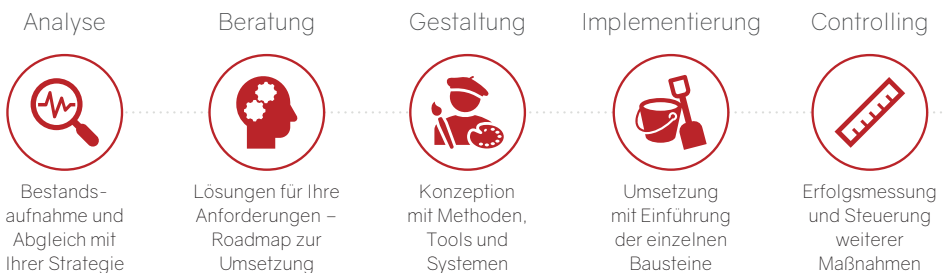 Analyse
Bestands-
aufnahme und
Abgleich mit
Ihrer Strategie
Beratung
Lösungen für Ihre
Anforderungen –
Roadmap zur
Umsetzung
Gestaltung
Konzeption
mit Methoden,
Tools und
Systemen
Implementierung
Umsetzung
mit Einführung
der einzelnen
Bausteine
Controlling
Erfolgsmessung
und Steuerung
weiterer
Maßnahmen